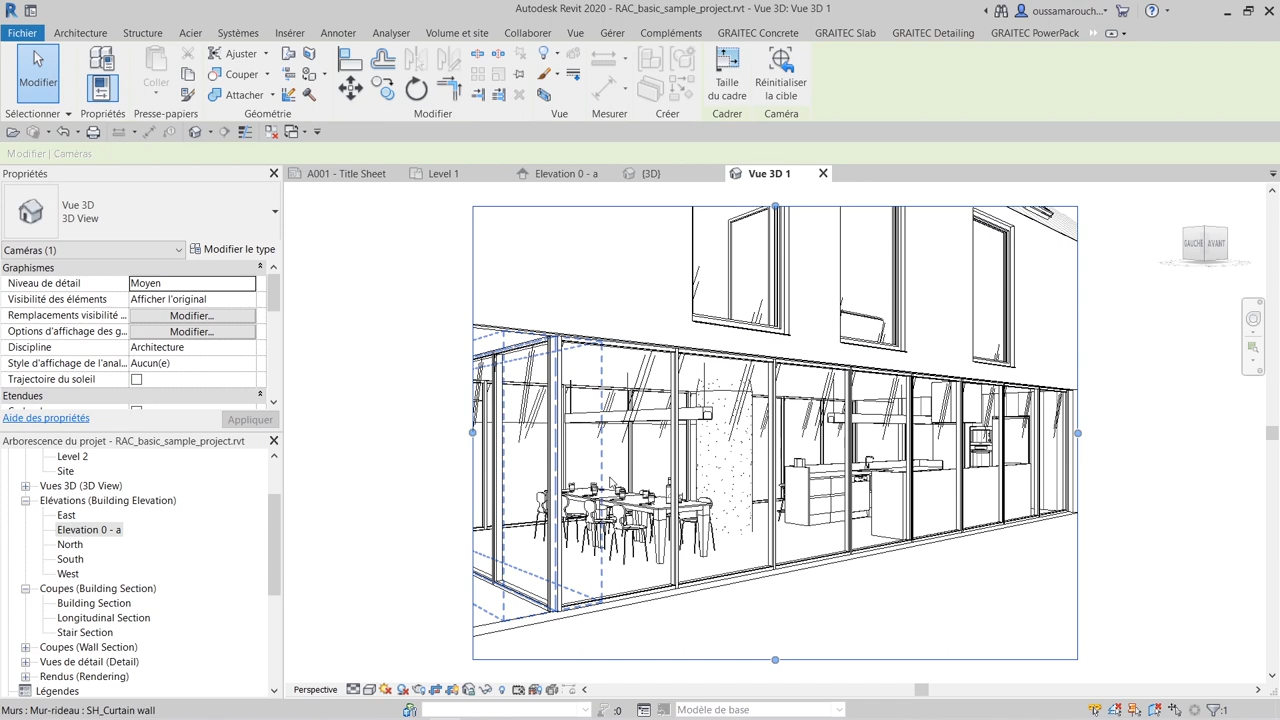 Autodesk Revit 2020 - RAC_basic_sample_project.rvt - Vue 3D: Vue 3D 1
oussamarouch...
Fichier Architecture Structure Acier Systèmes Insérer Annoter Analyser Volume et site Collaborer Vue Gérer Compléments GRAITEC Concrete GRAITEC Slab GRAITEC Detailing GRAITEC PowerPack
Modifier
Coller
Ajuster
Couper
Attacher
Taille du cadre
Réinitialiser la cible
Sélectionner Propriétés Presse-papiers Géométrie Modifier Vue Mesurer Créer Cadrer Caméra
Modifier | Caméras
Propriétés
A001 - Title Sheet Level 1 Elevation 0 - a {3D} Vue 3D 1
Vue 3D
3D View
Caméras (1) Modifier le type
Graphismes
Niveau de détail Moyen
Visibilité des éléments Afficher l'original
Remplacements visibilité ... Modifier...
Options d'affichage des g... Modifier...
Discipline Architecture
Style d'affichage de l'anal... Aucun(e)
Trajectoire du soleil
Etendues
Aide des propriétés Appliquer
Arborescence du projet - RAC_basic_sample_project.rvt
Level 2
Site
Vues 3D (3D View)
Elévations (Building Elevation)
East
Elevation 0 - a
North
South
West
Coupes (Building Section)
Building Section
Longitudinal Section
Stair Section
Coupes (Wall Section)
Vues de détail (Detail)
Rendus (Rendering)
Légendes
GAUCHE AVANT
Perspective
Murs : Mur-rideau : SH_Curtain wall
:0
Modèle de base
:1